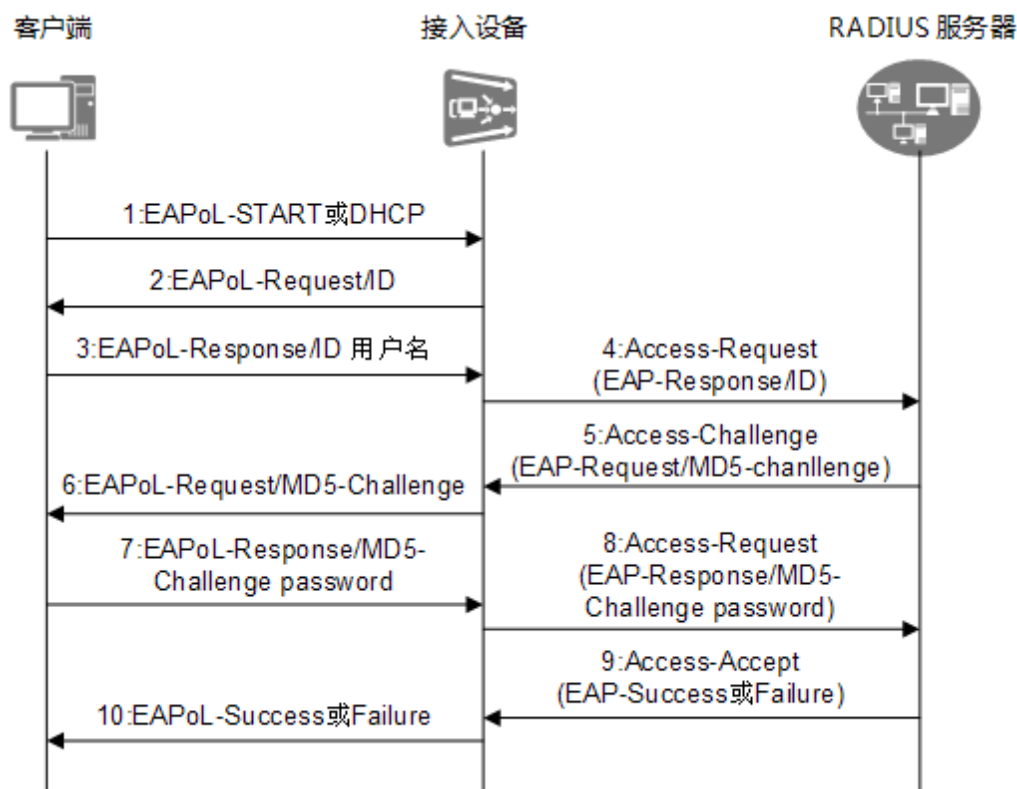 客户端
接入设备
RADIUS 服务器
1:EAPoL-START或DHCP
2:EAPoL-Request/ID
3:EAPoL-Response/ID 用户名
4:Access-Request
(EAP-Response/ID)
5:Access-Challenge
(EAP-Request/MD5-chanllenge)
6:EAPoL-Request/MD5-Challenge
7:EAPoL-Response/MD5-
Challenge password
8:Access-Request
(EAP-Response/MD5-
Challenge password)
9:Access-Accept
(EAP-Success或Failure)
10:EAPoL-Success或Failure